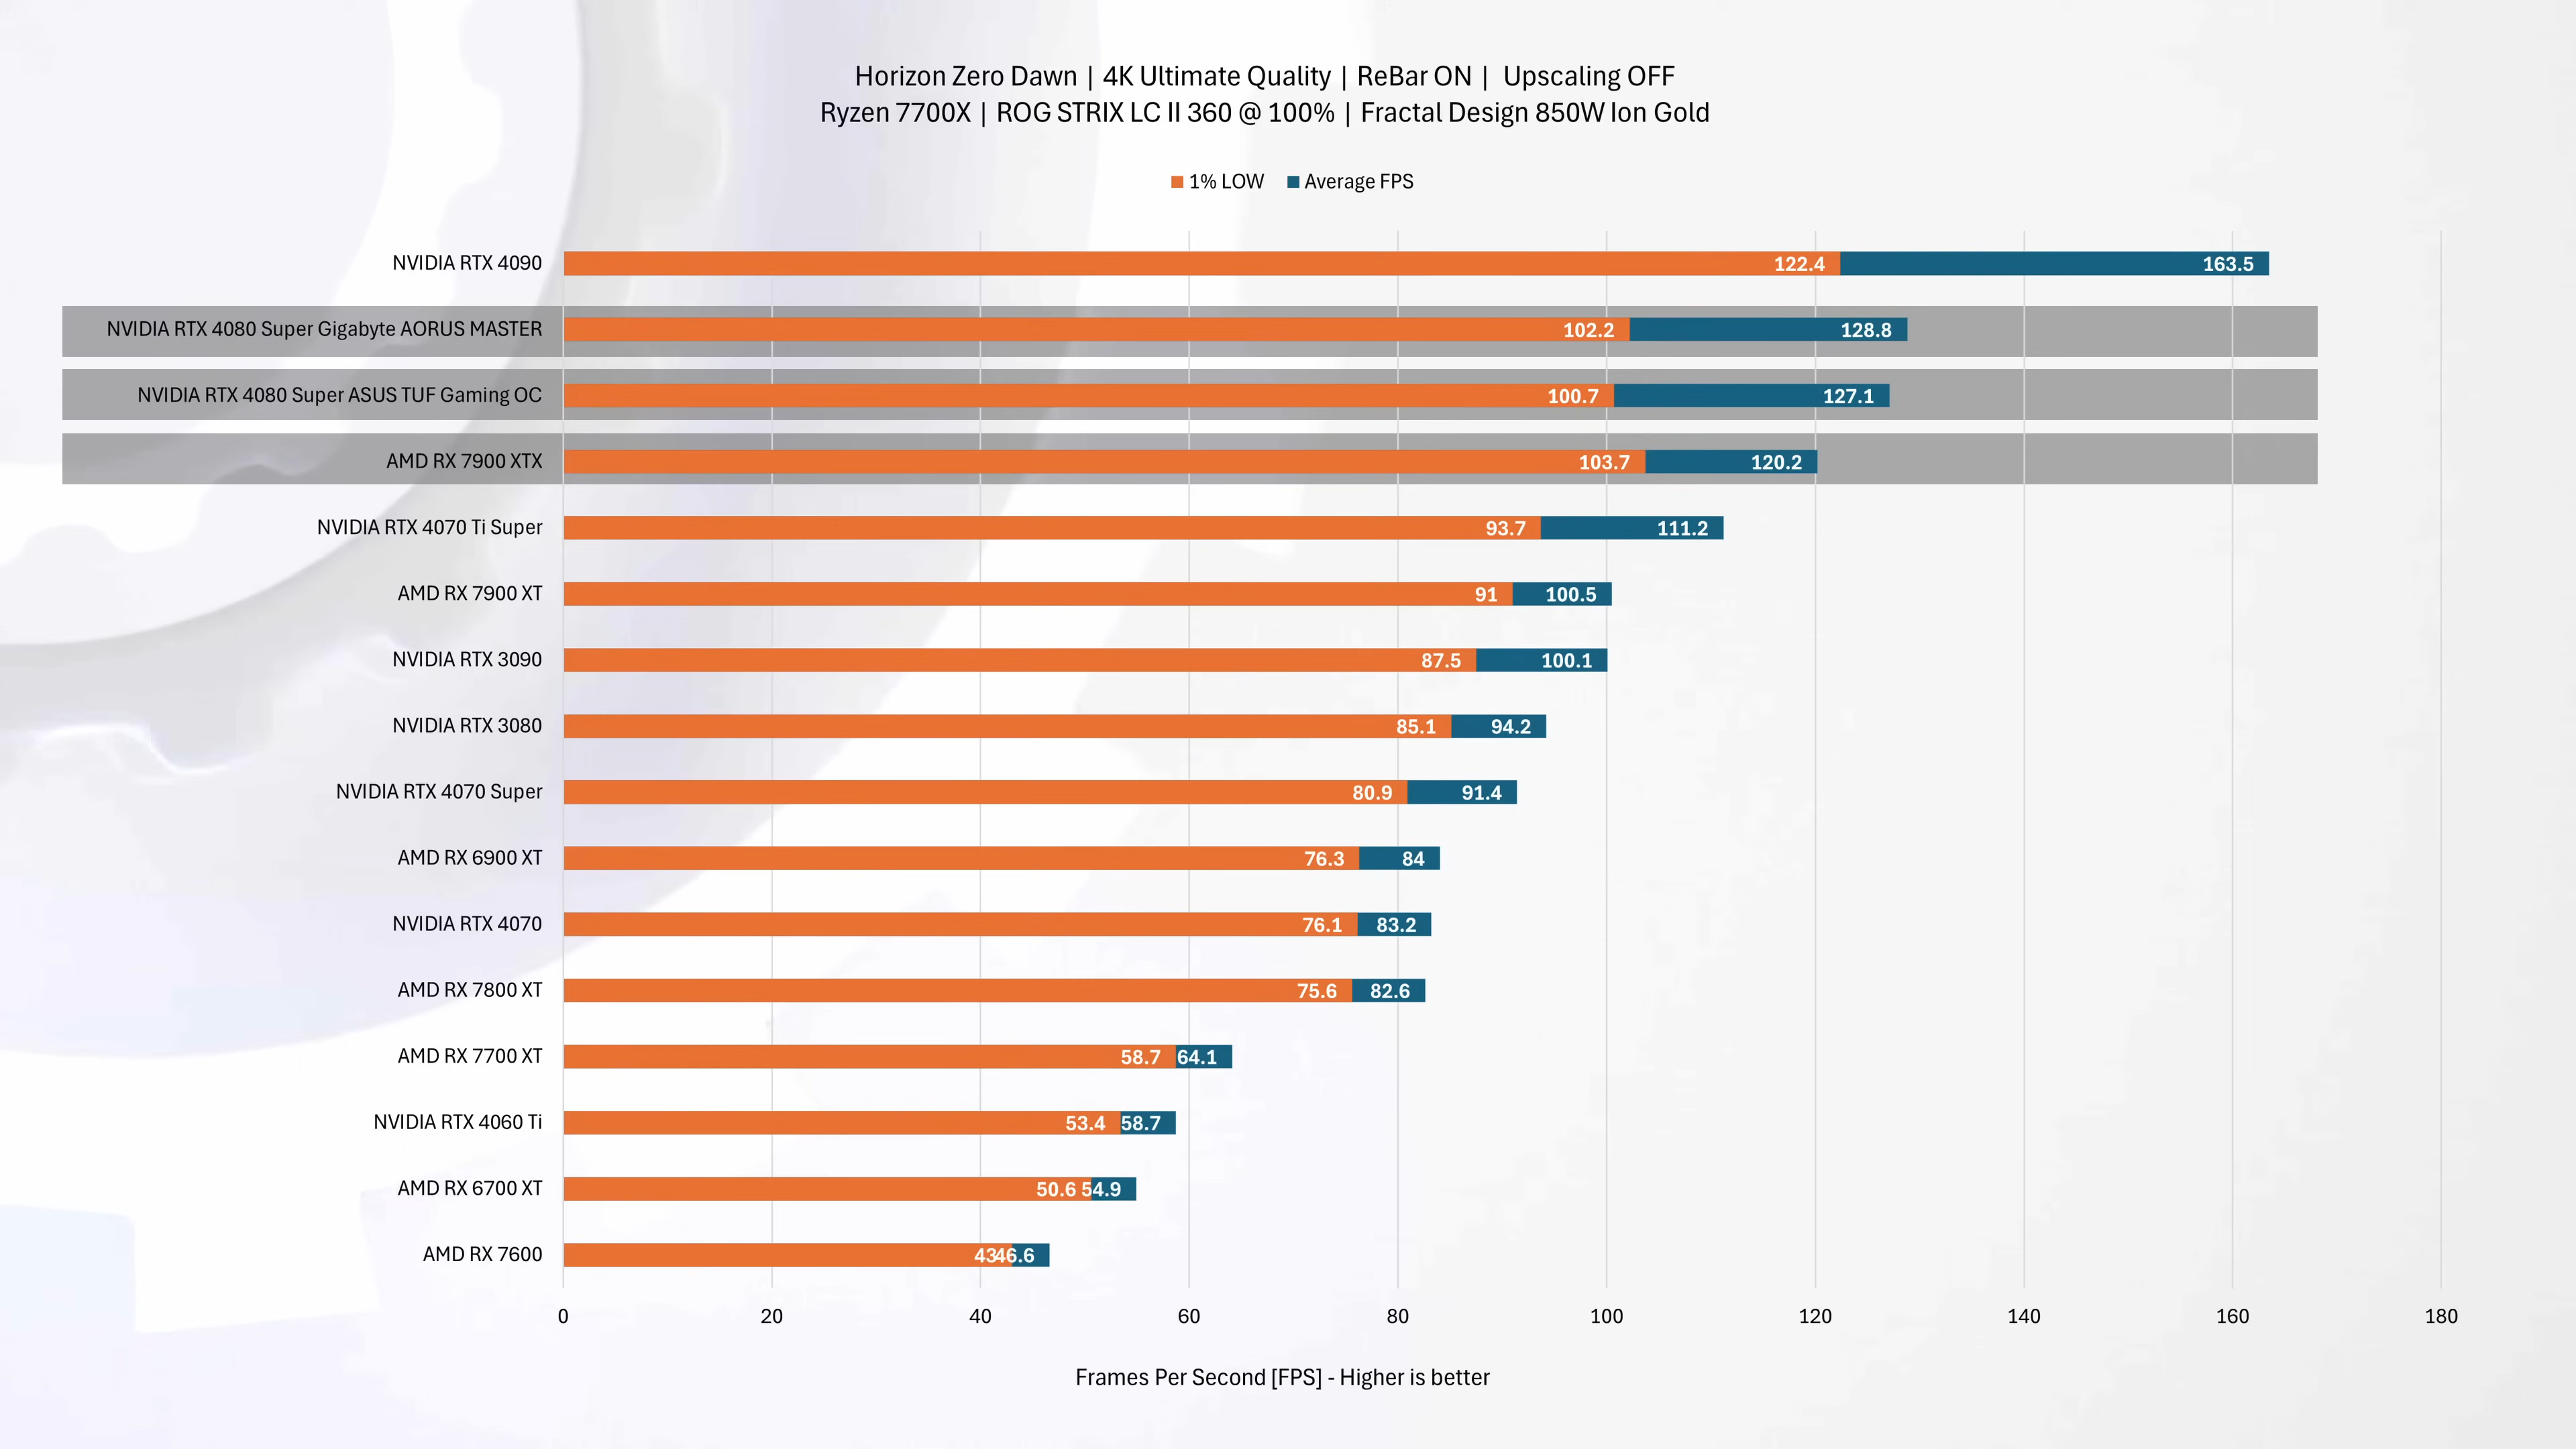 Horizon Zero Dawn | 4K Ultimate Quality | ReBar ON | Upscaling OFF
Ryzen 7700X | ROG STRIX LC II 360 @ 100% | Fractal Design 850W Ion Gold
1% LOW Average FPS
NVIDIA RTX 4090 122.4 163.5
NVIDIA RTX 4080 Super Gigabyte AORUS MASTER 102.2 128.8
NVIDIA RTX 4080 Super ASUS TUF Gaming OC 100.7 127.1
AMD RX 7900 XTX 103.7 120.2
NVIDIA RTX 4070 Ti Super 93.7 111.2
AMD RX 7900 XT 91 100.5
NVIDIA RTX 3090 87.5 100.1
NVIDIA RTX 3080 85.1 94.2
NVIDIA RTX 4070 Super 80.9 91.4
AMD RX 6900 XT 76.3 84
NVIDIA RTX 4070 76.1 83.2
AMD RX 7800 XT 75.6 82.6
AMD RX 7700 XT 58.7 64.1
NVIDIA RTX 4060 Ti 53.4 58.7
AMD RX 6700 XT 50.6 54.9
AMD RX 7600 43 46.6
0 20 40 60 80 100 120 140 160 180
Frames Per Second [FPS] - Higher is better